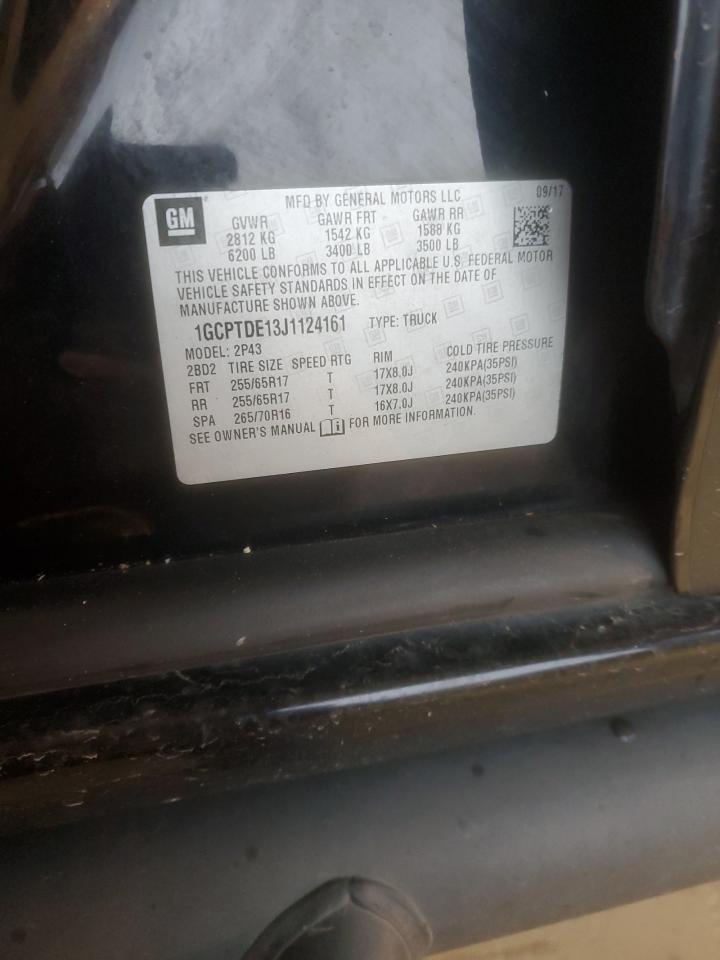 GM
MFD BY GENERAL MOTORS LLC 09/17
GVWR GAWR FRT GAWR RR
2812 KG 1542 KG 1588 KG
6200 LB 3400 LB 3500 LB
THIS VEHICLE CONFORMS TO ALL APPLICABLE U.S. FEDERAL MOTOR
VEHICLE SAFETY STANDARDS IN EFFECT ON THE DATE OF
MANUFACTURE SHOWN ABOVE.
1GCPTDE13J1124161 TYPE: TRUCK
MODEL: 2P43
2BD2 TIRE SIZE SPEED RTG RIM COLD TIRE PRESSURE
FRT 255/65R17 T 17X8.0J 240KPA(35PSI)
RR 255/65R17 T 17X8.0J 240KPA(35PSI)
SPA 265/70R16 T 16X7.0J 240KPA(35PSI)
SEE OWNER'S MANUAL FOR MORE INFORMATION.